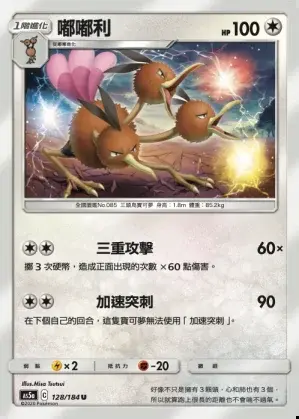 1階進化
嘟嘟利
HP 100
從嘟嘟進化
全國圖鑑No.085 三頭鳥寶可夢 身高：1.8m 體重：85.2kg
三重攻擊 60×
擲3次硬幣，造成正面出現的次數×60點傷害。
加速突刺 90
在下個自己的回合，這隻寶可夢無法使用「加速突刺」。
弱點 ×2 抵抗力 -20 撤退
Illus.Misa Tsutsui
AS5a C 128/184 U
©2020 Pokémon
好像不只是擁有3顆頭，心和肺也有3個，
所以就算跑上很長的距離也不會喘不過氣。